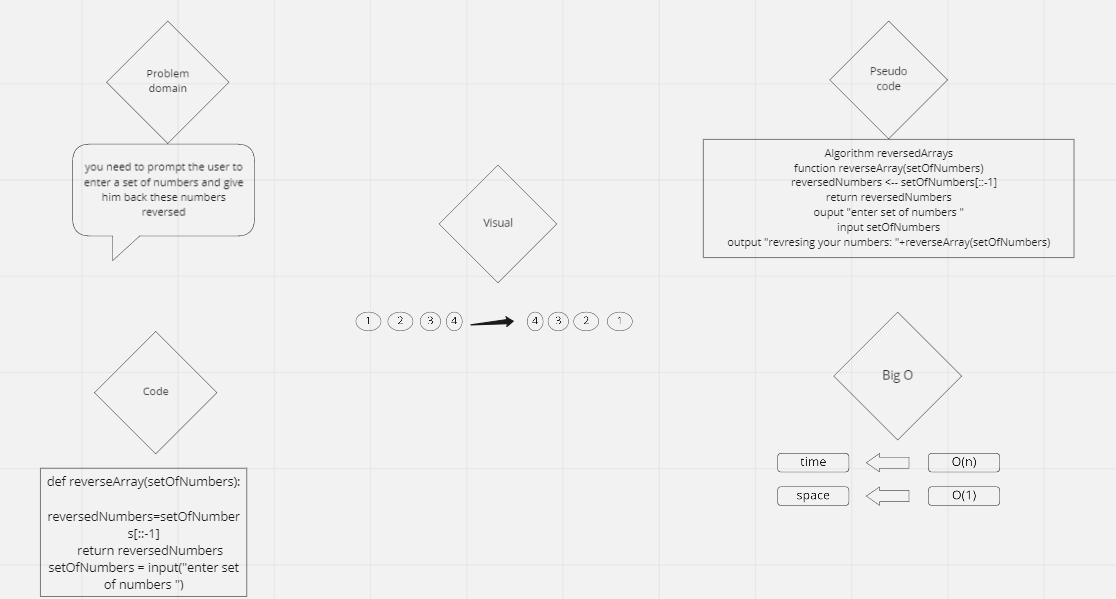 Problem
domain
you need to prompt the user to
enter a set of numbers and give
him back these numbers
reversed
Visual
1 2 3 4 4 3 2 1
Pseudo
code
Algorithm reversedArrays
function reverseArray(setOfNumbers)
reversedNumbers <-- setOfNumbers[::-1]
return reversedNumbers
ouput "enter set of numbers "
input setOfNumbers
output "revresing your numbers: "+reverseArray(setOfNumbers)
Code
def reverseArray(setOfNumbers):
reversedNumbers=setOfNumber
s[::-1]
return reversedNumbers
setOfNumbers = input("enter set
of numbers ")
Big O
time O(n)
space O(1)